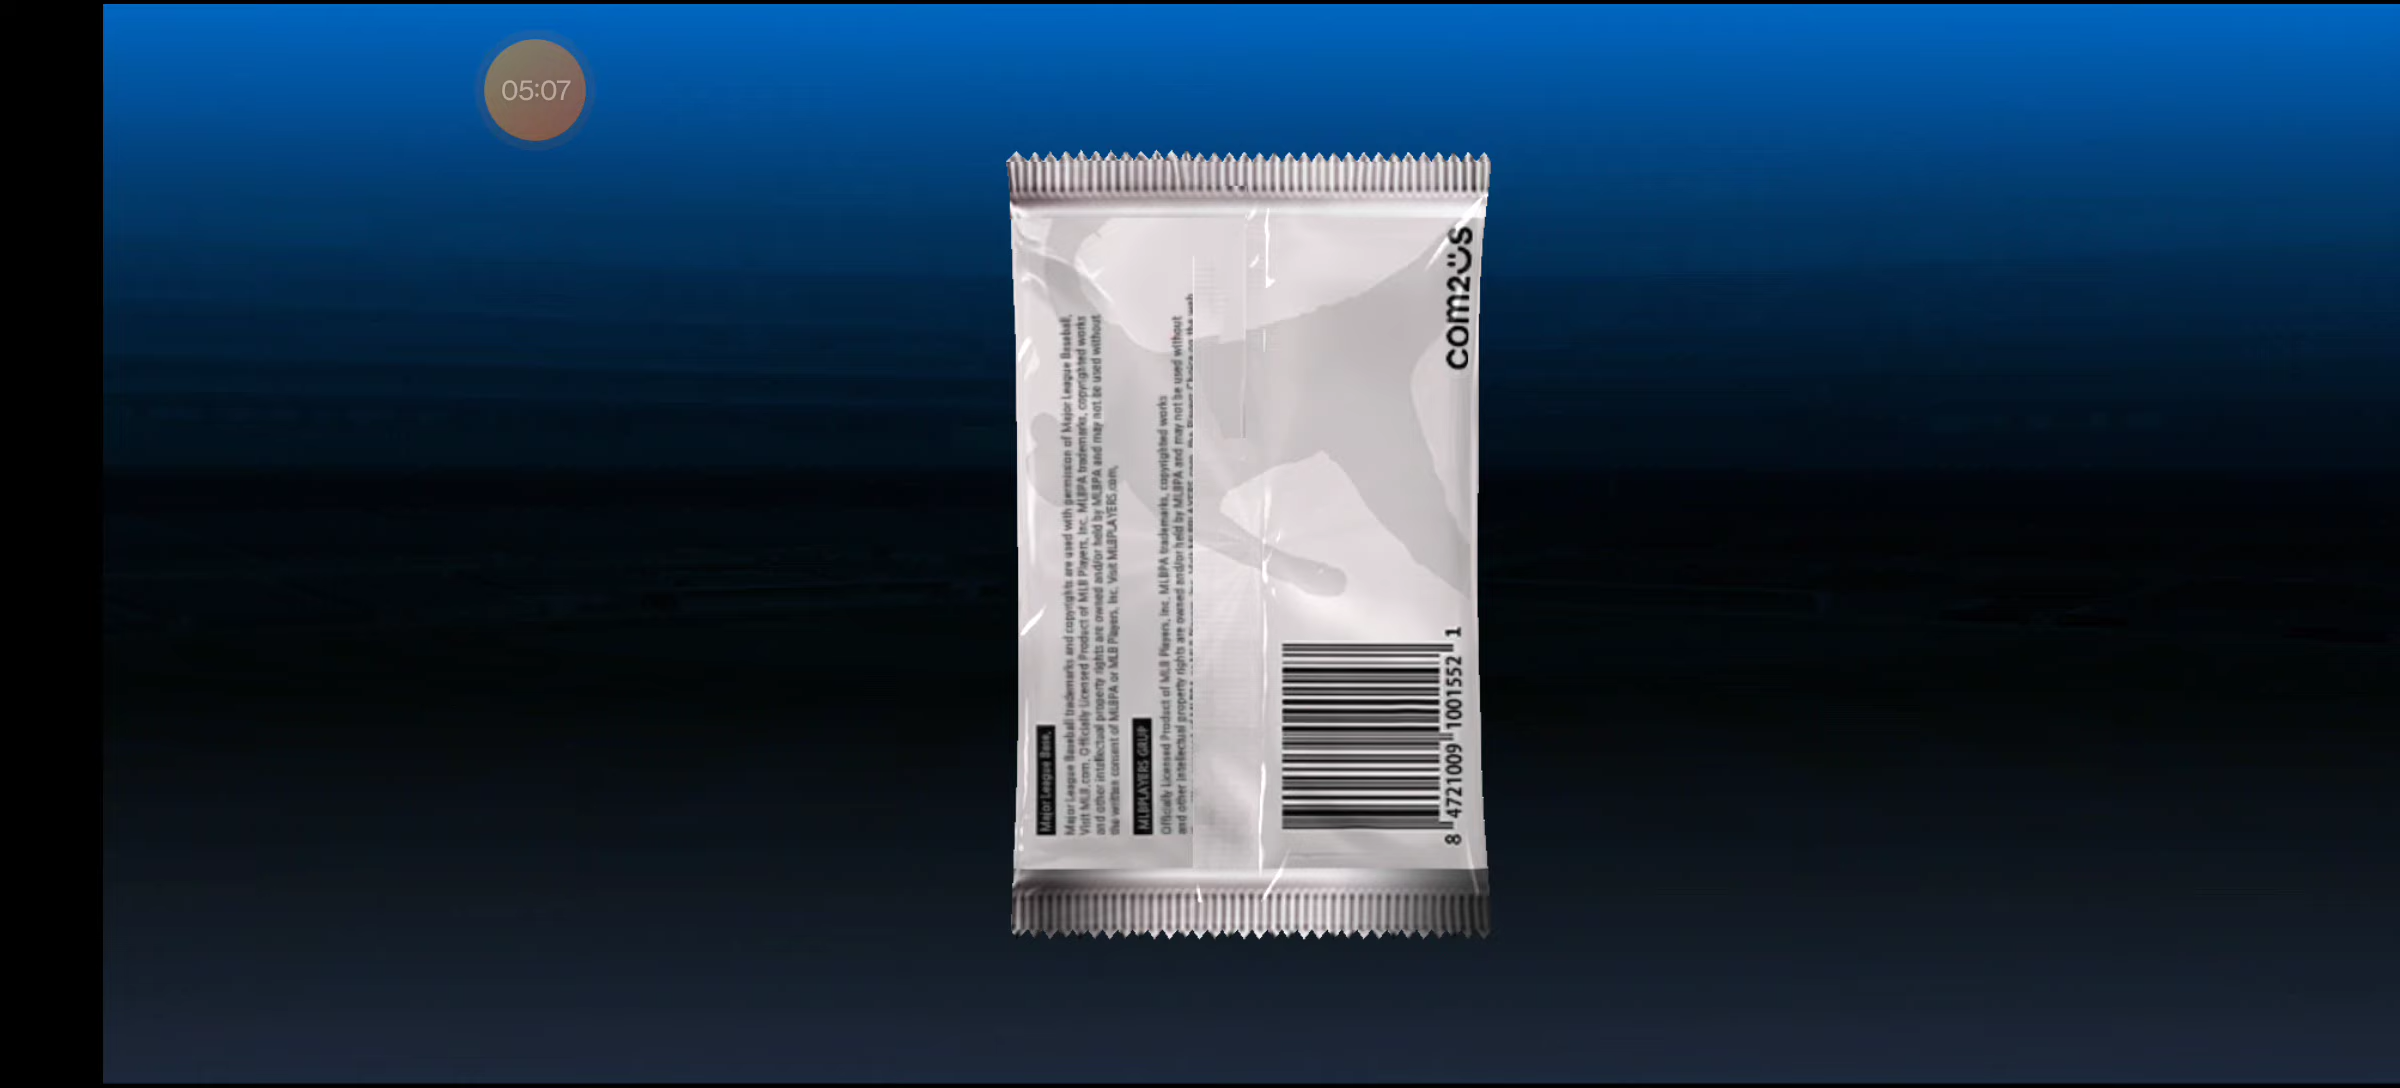 05:07
com2us
Major League Base.
Major League Baseball trademarks and copyrights are used with permission of Major League Baseball.
Visit MLB.com. Officially Licensed Product of MLB Players, Inc. MLBPA trademarks, copyrighted works
and other intellectual property rights are owned and/or held by MLBPA and may not be used without
the written consent of MLBPA or MLB Players, Inc. Visit MLBPLAYERS.com,
MLBPLAYERS GRUP
Officially Licensed Product of MLB Players, Inc. MLBPA trademarks, copyrighted works
and other intellectual property rights are owned and/or held by MLBPA and may not be used without
8 4721009 1001552 1